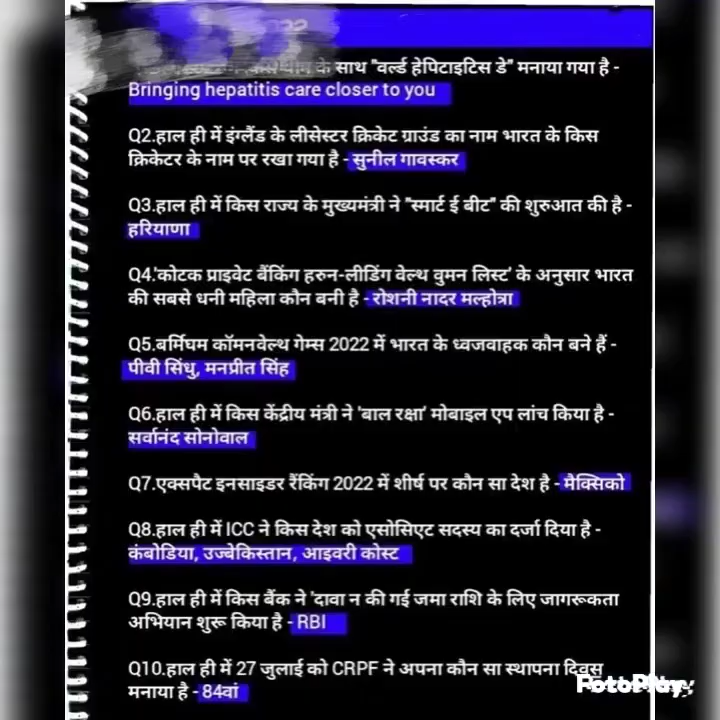 के साथ "वर्ल्ड हेपिटाइटिस डे" मनाया गया है -
Bringing hepatitis care closer to you
Q2.हाल ही में इंग्लैंड के लीसेस्टर क्रिकेट ग्राउंड का नाम भारत के किस
क्रिकेटर के नाम पर रखा गया है - सुनील गावस्कर
Q3.हाल ही में किस राज्य के मुख्यमंत्री ने "स्मार्ट ई बीट" की शुरुआत की है -
हरियाणा
Q4.'कोटक प्राइवेट बैंकिंग हरुन-लीडिंग वेल्थ वुमन लिस्ट' के अनुसार भारत
की सबसे धनी महिला कौन बनी है - रोशनी नादर मल्होत्रा
Q5.बर्मिंघम कॉमनवेल्थ गेम्स 2022 में भारत के ध्वजवाहक कौन बने हैं -
पीवी सिंधु, मनप्रीत सिंह
Q6.हाल ही में किस केंद्रीय मंत्री ने 'बाल रक्षा' मोबाइल एप लांच किया है -
सर्वानंद सोनोवाल
Q7.एक्सपैट इनसाइडर रैंकिंग 2022 में शीर्ष पर कौन सा देश है - मैक्सिको
Q8.हाल ही में ICC ने किस देश को एसोसिएट सदस्य का दर्जा दिया है -
कंबोडिया, उज्बेकिस्तान, आइवरी कोस्ट
Q9.हाल ही में किस बैंक ने 'दावा न की गई जमा राशि के लिए जागरूकता
अभियान शुरू किया है - RBI
Q10.हाल ही में 27 जुलाई को CRPF ने अपना कौन सा स्थापना दिवस
मनाया है - 84वां
FotoPlay